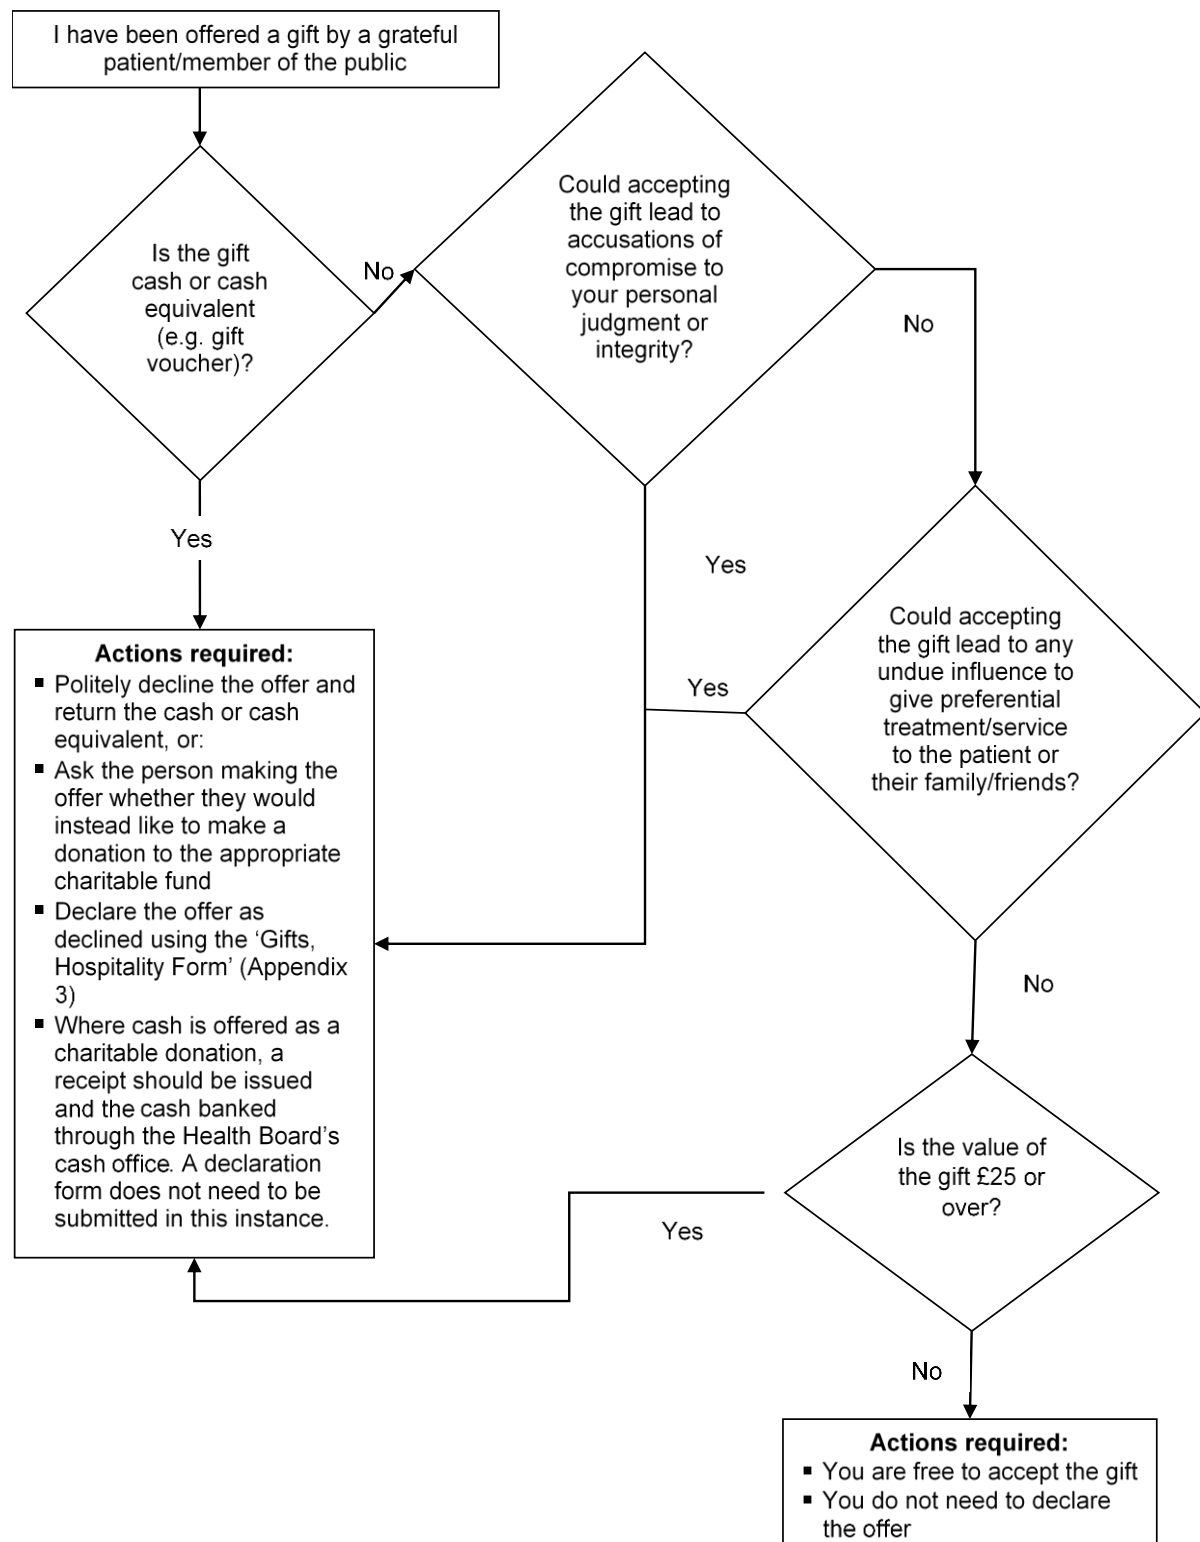 I have been offered a gift by a grateful
patient/member of the public
Is the gift
cash or cash
equivalent
(e.g. gift
voucher)?
No
Yes
Could accepting
the gift lead to
accusations of
compromise to
your personal
judgment or
integrity?
No
Yes
Could accepting
the gift lead to any
undue influence to
give preferential
treatment/service
to the patient or
their family/friends?
Yes
No
Actions required:
▪ Politely decline the offer and
return the cash or cash
equivalent, or:
▪ Ask the person making the
offer whether they would
instead like to make a
donation to the appropriate
charitable fund
▪ Declare the offer as
declined using the ‘Gifts,
Hospitality Form’ (Appendix
3)
▪ Where cash is offered as a
charitable donation, a
receipt should be issued
and the cash banked
through the Health Board’s
cash office. A declaration
form does not need to be
submitted in this instance.
Is the value of
the gift £25 or
over?
Yes
No
Actions required:
▪ You are free to accept the gift
▪ You do not need to declare
the offer